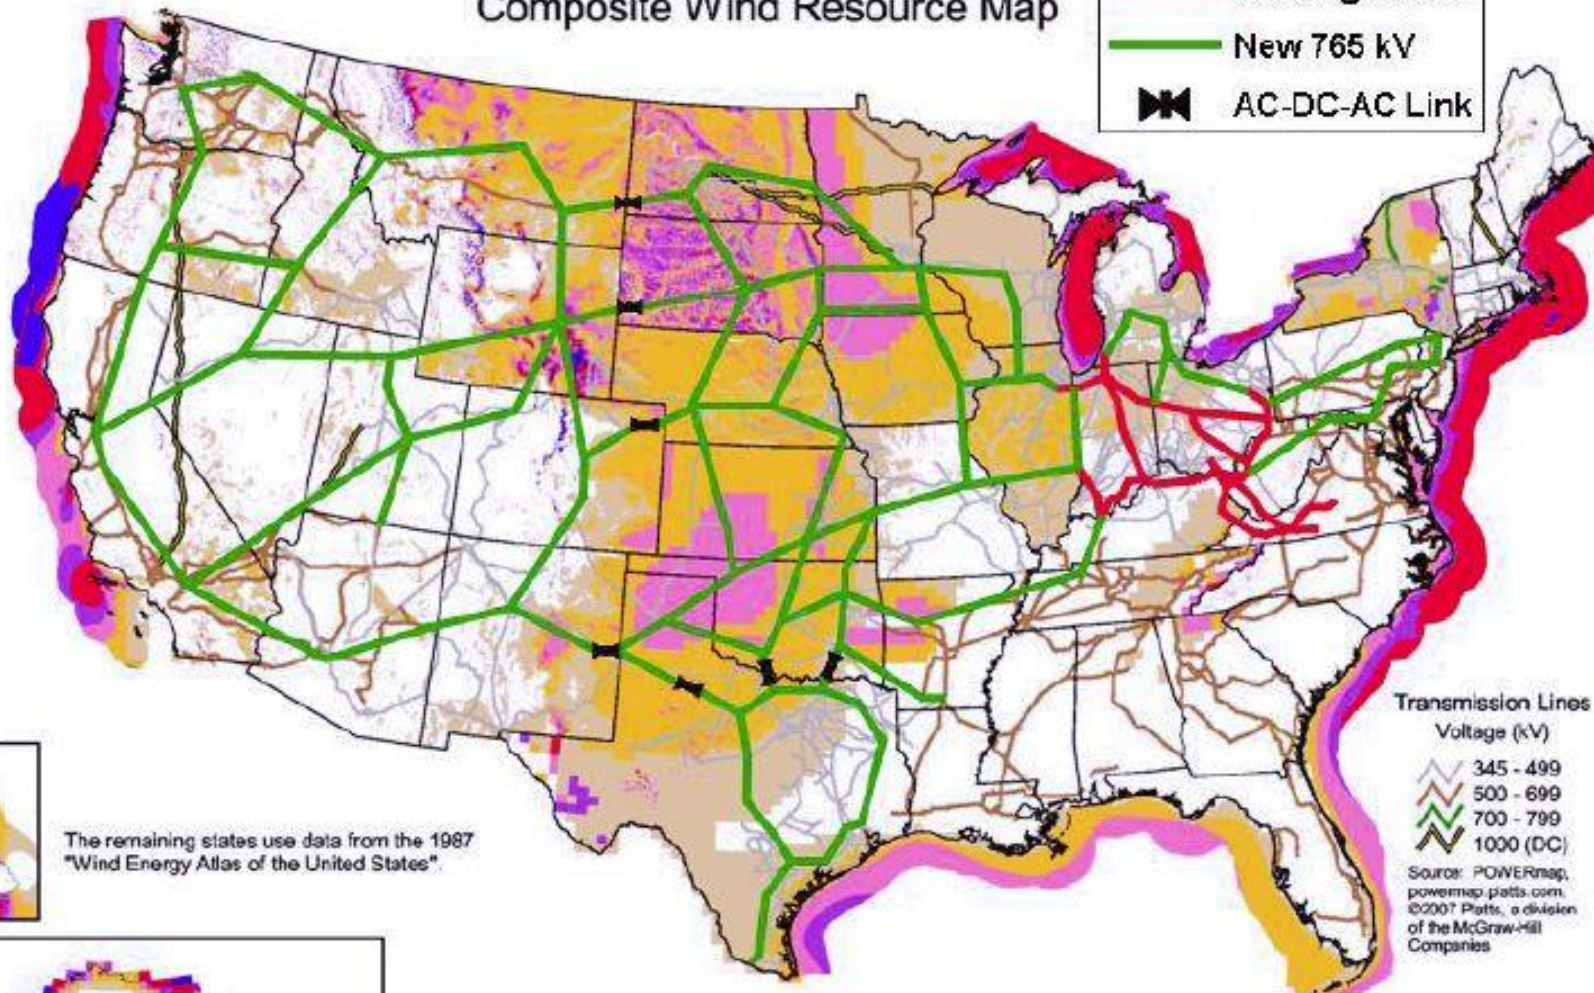 Composite Wind Resource Map
New 765 kV
AC-DC-AC Link
The remaining states use data from the 1987
"Wind Energy Atlas of the United States".
Transmission Lines
Voltage (kV)
345 - 499
500 - 699
700 - 799
1000 (DC)
Source: POWERmap,
powermap.platts.com.
©2007 Platts, a division
of the McGraw-Hill
Companies